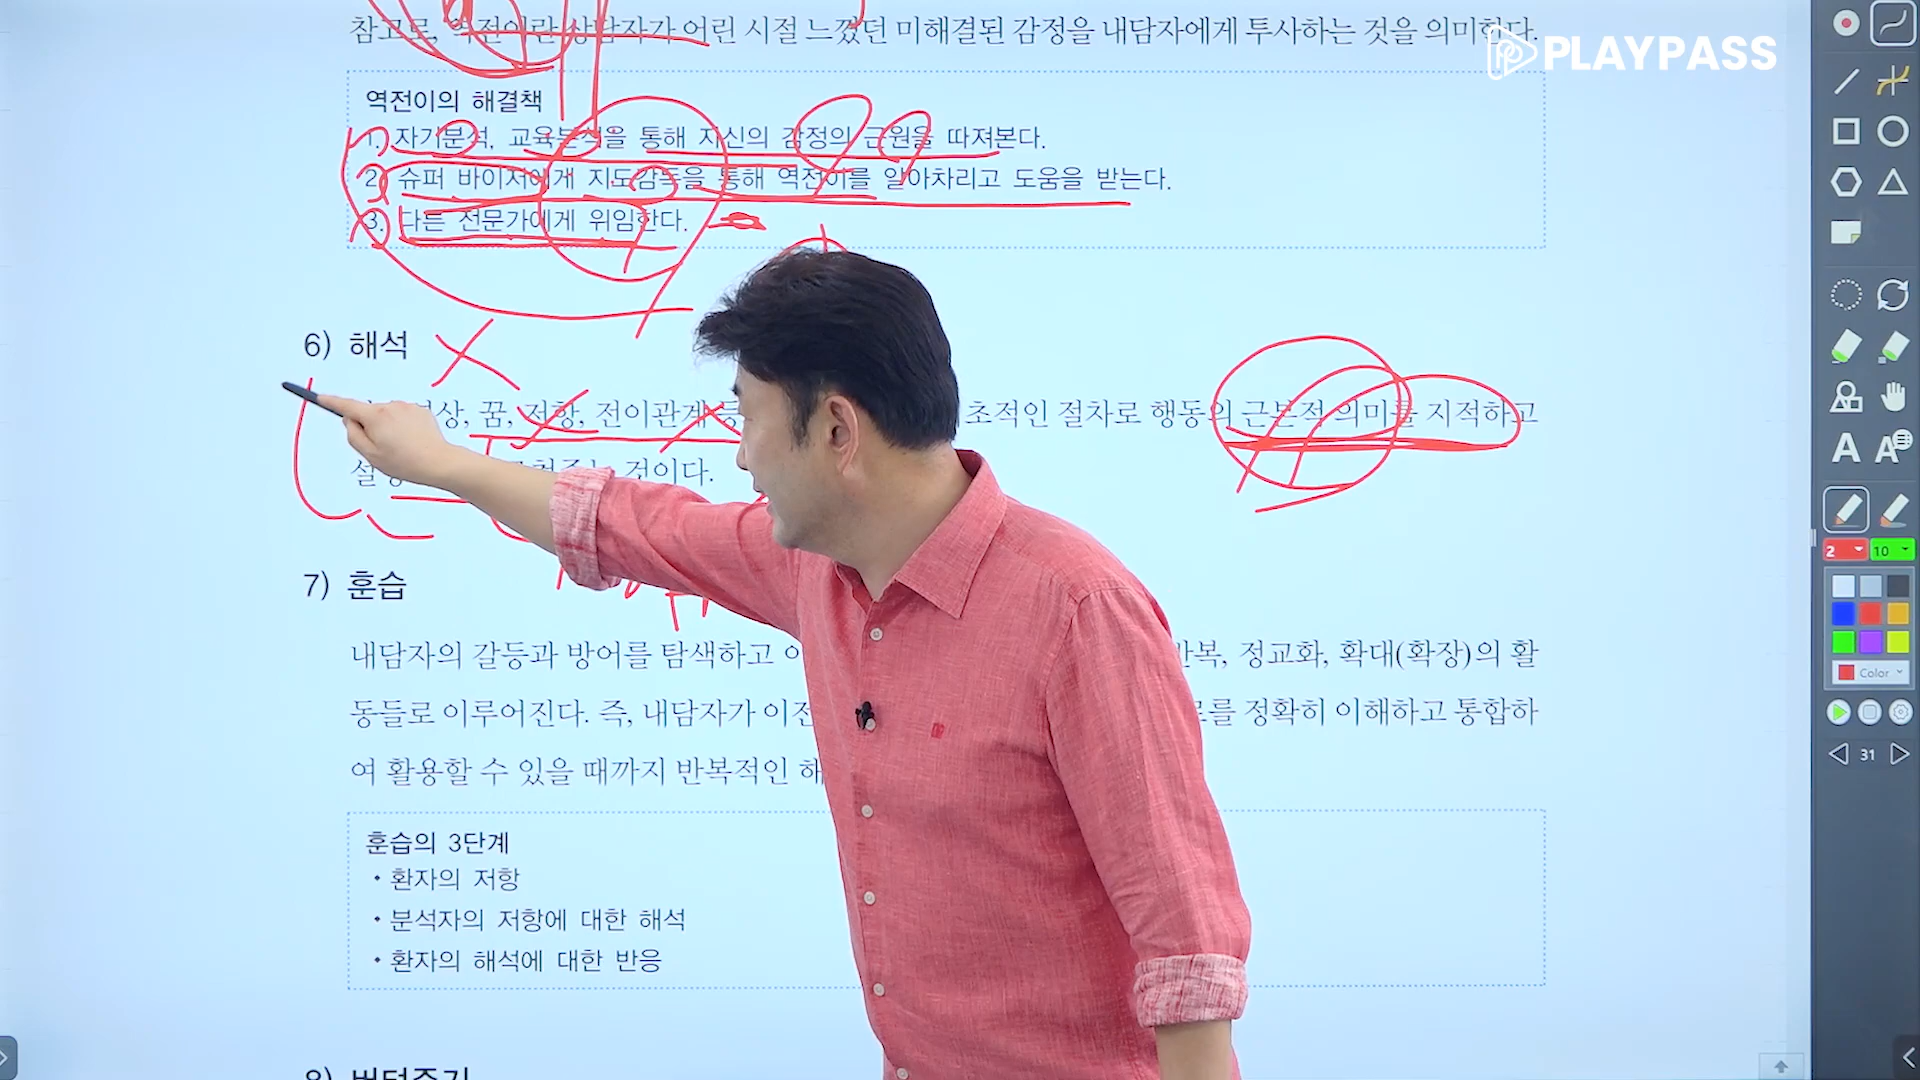 참고로, 역전이란 상담자가 어린 시절 느꼈던 미해결된 감정을 내담자에게 투사하는 것을 의미한다.
PLAYPASS
역전이의 해결책
1. 자기분석, 교육분석을 통해 자신의 감정의 근원을 따져본다.
2. 슈퍼 바이저에게 지도감독을 통해 역전이를 알아차리고 도움을 받는다.
3. 다른 전문가에게 위임한다.
6) 해석
꿈, 저항, 전이관계 등 초적인 절차로 행동의 근본적 의미를 지적하고
설 것이다.
7) 훈습
내담자의 갈등과 방어를 탐색하고 반복, 정교화, 확대(확장)의 활
동들로 이루어진다. 즉, 내담자가 이전 를 정확히 이해하고 통합하
여 활용할 수 있을 때까지 반복적인 해
훈습의 3단계
• 환자의 저항
• 분석자의 저항에 대한 해석
• 환자의 해석에 대한 반응
2
10
Color
31